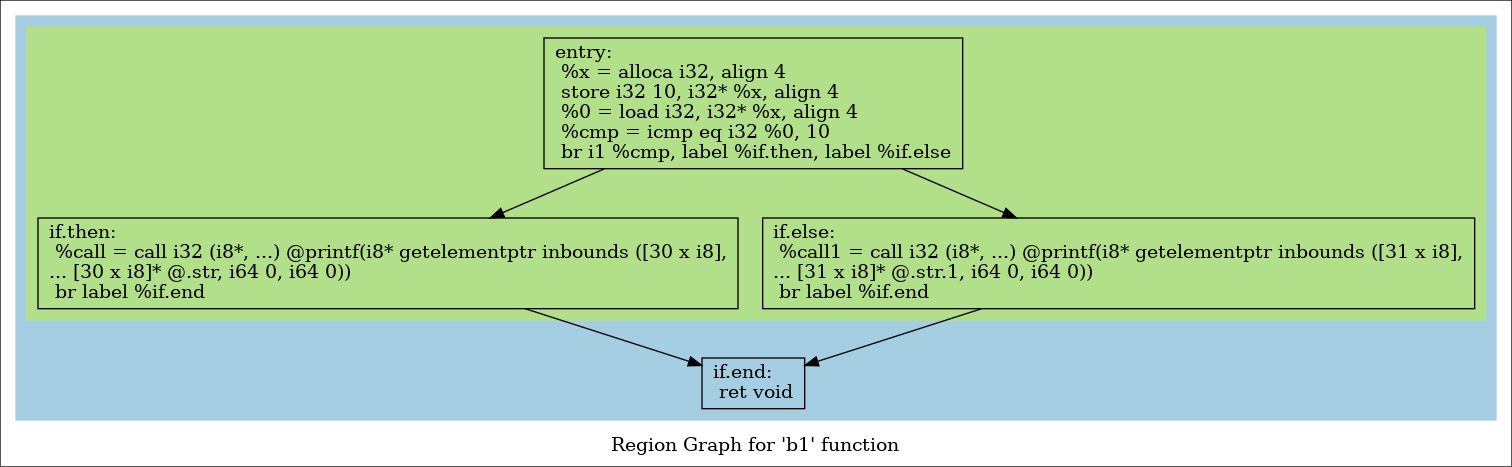 entry:
%x = alloca i32, align 4
store i32 10, i32* %x, align 4
%0 = load i32, i32* %x, align 4
%cmp = icmp eq i32 %0, 10
br i1 %cmp, label %if.then, label %if.else
if.then:
%call = call i32 (i8*, ...) @printf(i8* getelementptr inbounds ([30 x i8],
... [30 x i8]* @.str, i64 0, i64 0))
br label %if.end
if.else:
%call1 = call i32 (i8*, ...) @printf(i8* getelementptr inbounds ([31 x i8],
... [31 x i8]* @.str.1, i64 0, i64 0))
br label %if.end
if.end:
ret void
Region Graph for 'b1' function